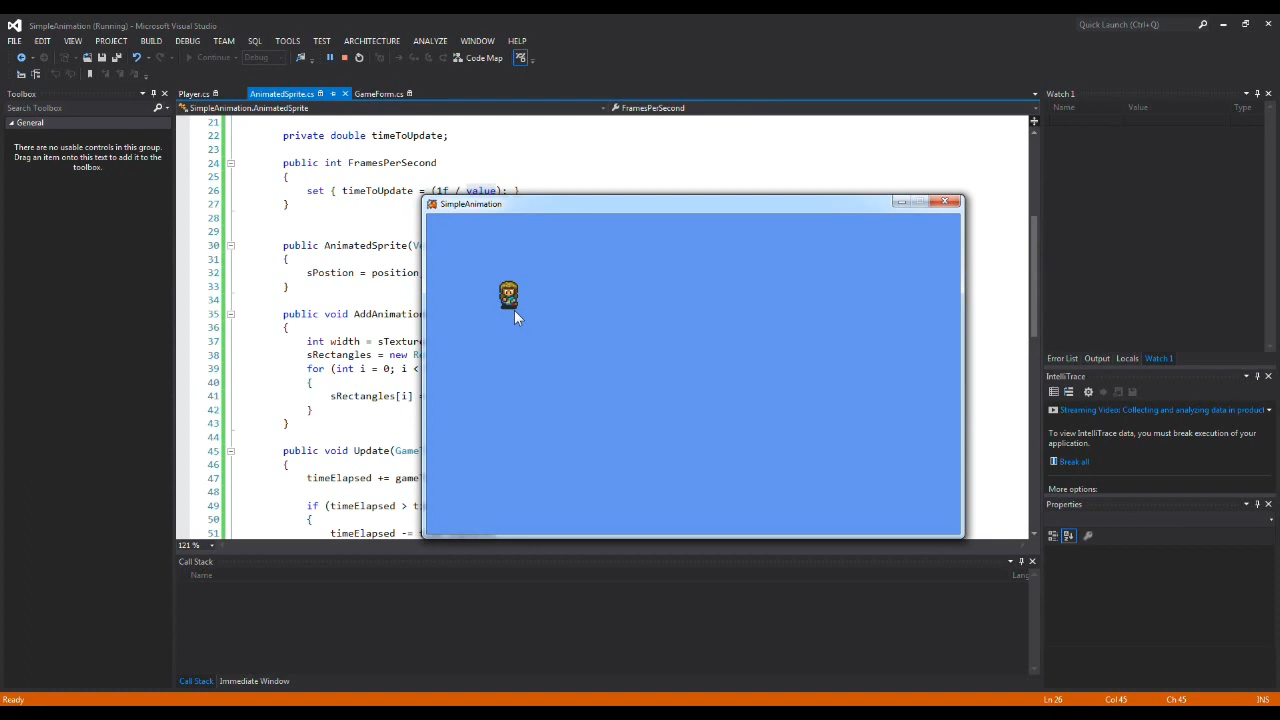 SimpleAnimation (Running) - Microsoft Visual Studio
Quick Launch (Ctrl+Q)
FILE EDIT VIEW PROJECT BUILD DEBUG TEAM SQL TOOLS TEST ARCHITECTURE ANALYZE WINDOW HELP
Continue Debug Code Map
Toolbox
Player.cs AnimatedSprite.cs GameForm.cs
Watch 1
Search Toolbox
SimpleAnimation.AnimatedSprite
FramesPerSecond
Name Value Type
General
There are no usable controls in this group.
Drag an item onto this text to add it to the
toolbox.
21
22 private double timeToUpdate;
23
24 public int FramesPerSecond
25 {
26 set { timeToUpdate = (1f / value); }
27 }
28
29
30 public AnimatedSprite(Ve
31 {
32 sPostion = position
33 }
34
35 public void AddAnimation
36 {
37 int width = sTexture
38 sRectangles = new Re
39 for (int i = 0; i <
40 {
41 sRectangles[i] =
42 }
43 }
44
45 public void Update(Game
46 {
47 timeElapsed += game
48
49 if (timeElapsed > ti
50 {
51 timeElapsed -=
121 %
SimpleAnimation
Error List Output Locals Watch 1
IntelliTrace
Streaming Video: Collecting and analyzing data in product
To view IntelliTrace data, you must break execution of your
application.
Break all
More options:
Properties
Call Stack
Name
Lang
Call Stack Immediate Window
Ready
Ln 26 Col 45 Ch 45 INS